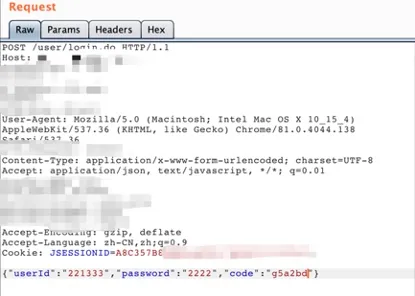 Request
Raw Params Headers Hex
POST /user/login.do HTTP/1.1
Host:
User-Agent: Mozilla/5.0 (Macintosh; Intel Mac OS X 10_15_4)
AppleWebKit/537.36 (KHTML, like Gecko) Chrome/81.0.4044.138
Safari/537.36
Content-Type: application/x-www-form-urlencoded; charset=UTF-8
Accept: application/json, text/javascript, */*; q=0.01
Accept-Encoding: gzip, deflate
Accept-Language: zh-CN,zh;q=0.9
Cookie: JSESSIONID=A8C357B8
{"userId":"221333","password":"2222","code":"g5a2bd"}